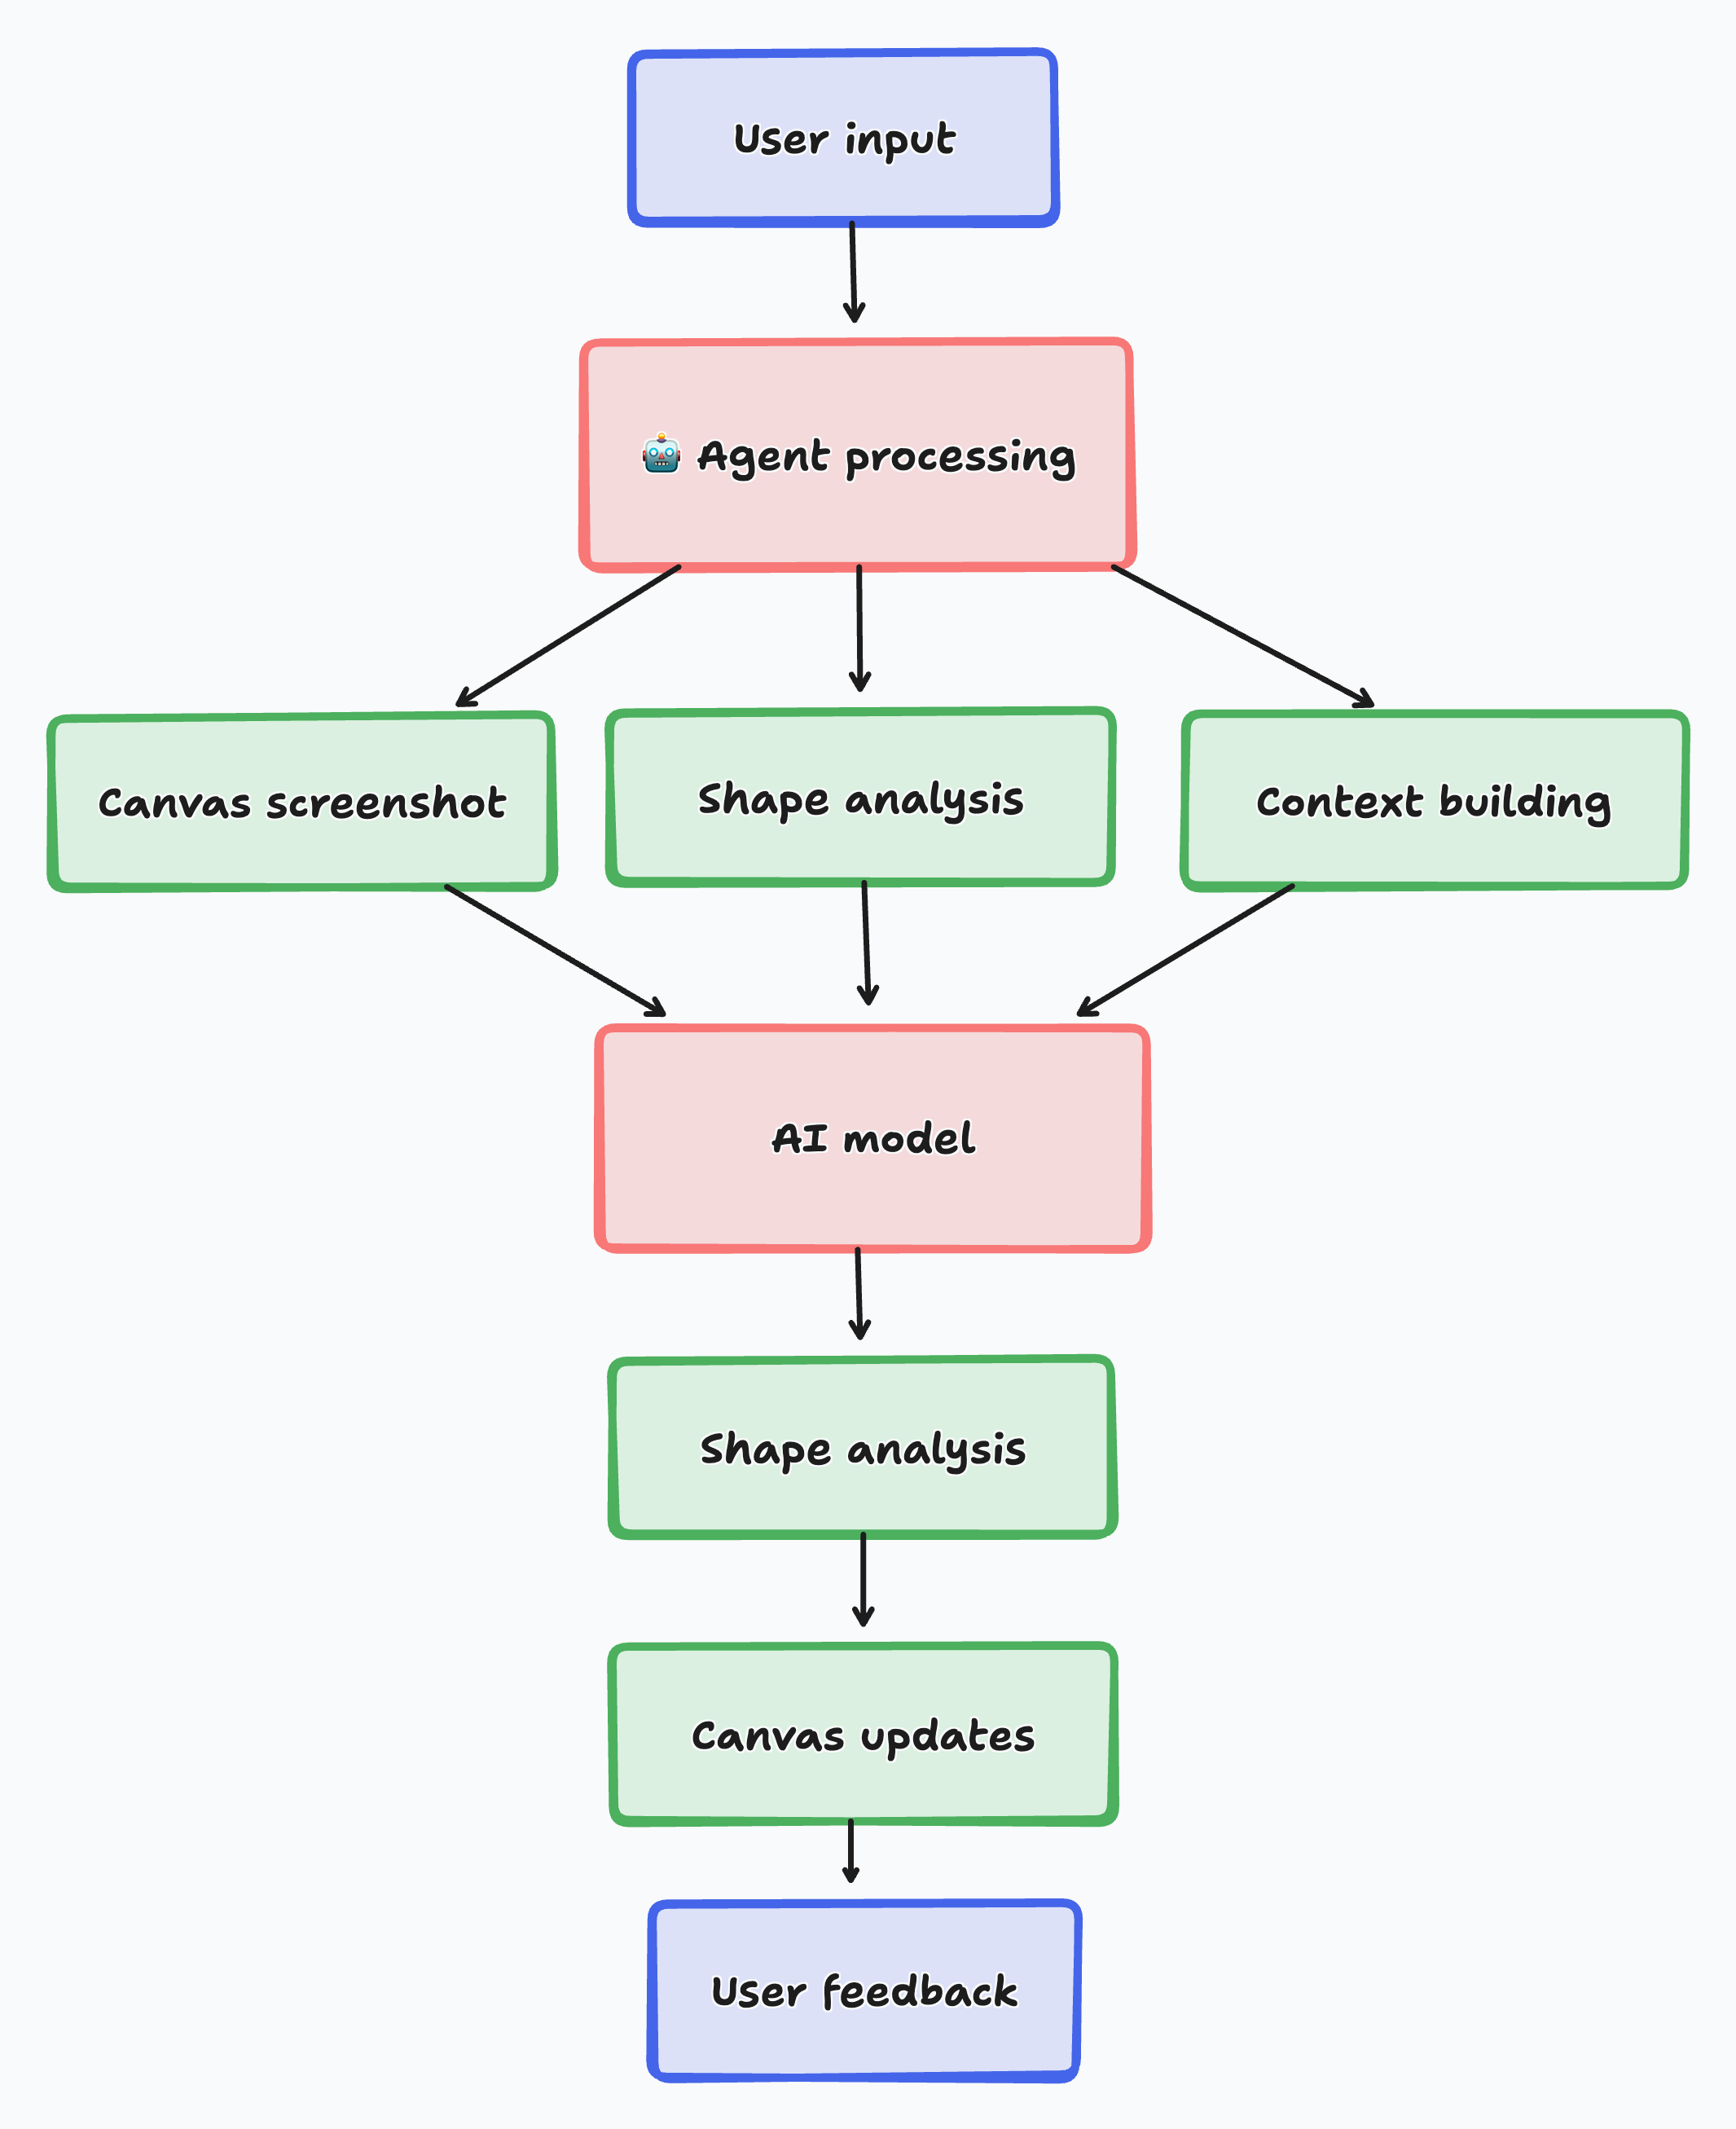 User input
🤖 Agent processing
Canvas screenshot
Shape analysis
Context building
AI model
Shape analysis
Canvas updates
User feedback